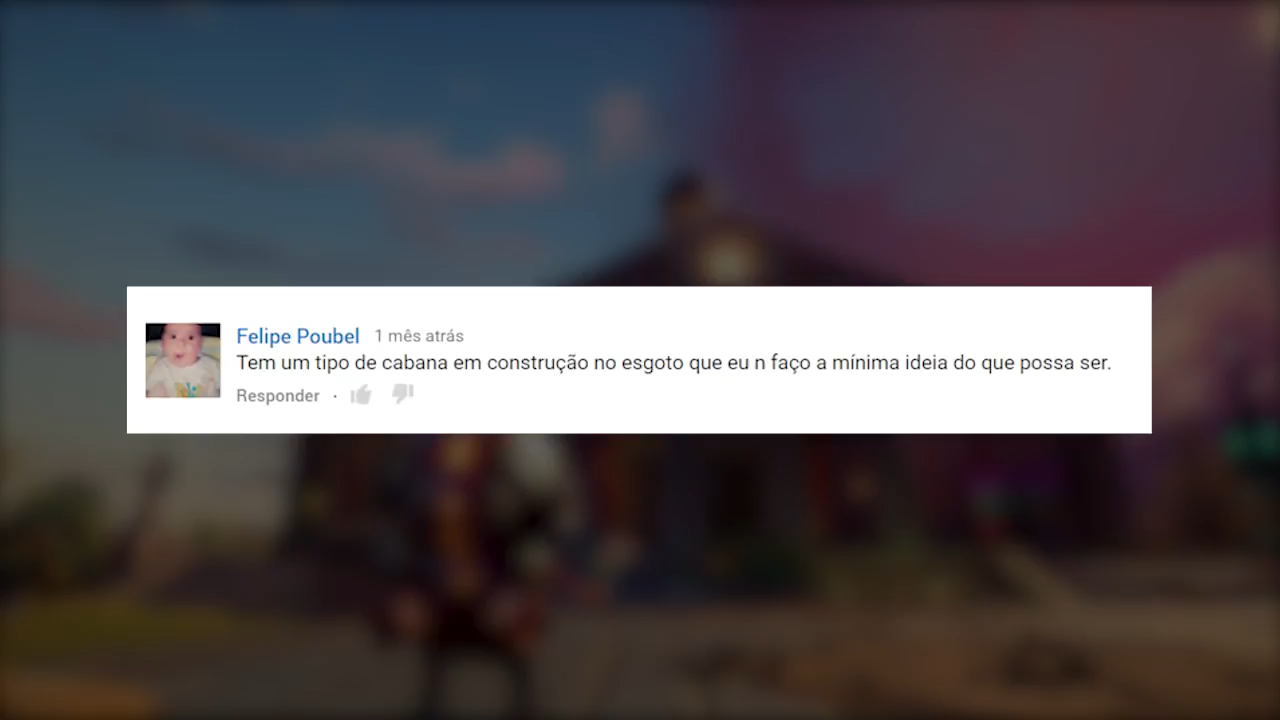 Felipe Poubel 1 mês atrás
Tem um tipo de cabana em construção no esgoto que eu n faço a mínima ideia do que possa ser.
Responder ·